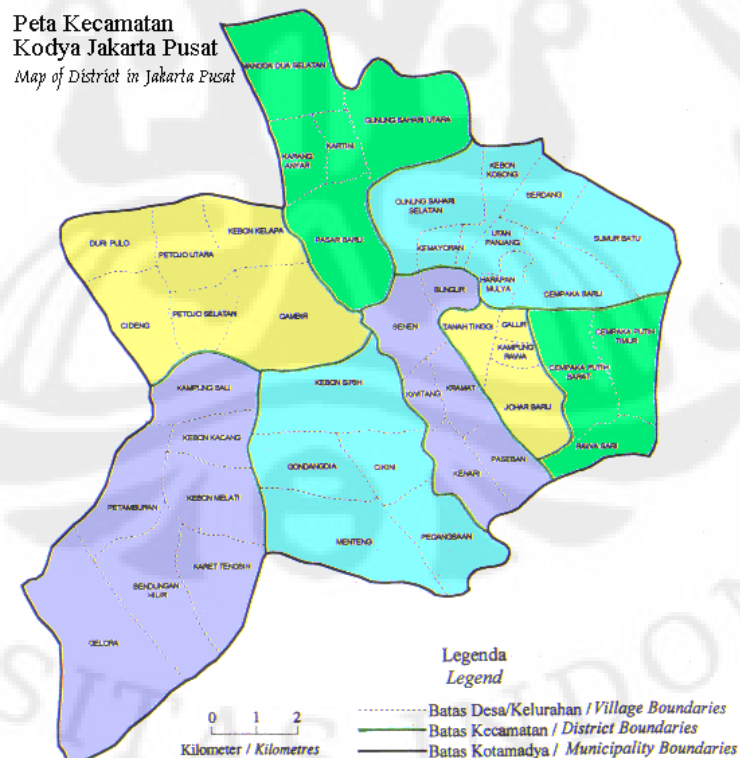 Peta Kecamatan
Kodya Jakarta Pusat
Map of District in Jakarta Pusat
MANGGA DUA SELATAN
GUNUNG SAHARI UTARA
KARTINI
KARANG
ANYAR
PASAR BARU
KEBON
KOSONG
SERDANG
GUNUNG SAHARI
SELATAN
UTAN
PANJANG
SUMUR BATU
KEMAYORAN
HARAPAN
MULYA
CEMPAKA BARU
DURI PULO
KEBON KELAPA
PETOJO UTARA
CIDENG
PETOJO SELATAN
GAMBIR
BUNGUR
SENEN
TANAH TINGGI
GALUR
KAMPUNG
RAWA
JOHAR BARU
CEMPAKA PUTIH
TIMUR
CEMPAKA PUTIH
BARAT
RAWA SARI
KWITANG
KRAMAT
KENARI
PASEBAN
KAMPUNG BALI
KEBON KACANG
KEBON MELATI
PETAMBURAN
KARET TENGSIN
BENDUNGAN
HILIR
GELORA
KEBON SIRIH
GONDANGDIA
CIKINI
MENTENG
PEGANGSAAN
Legenda
Legend
Batas Desa/Kelurahan / Village Boundaries
Batas Kecamatan / District Boundaries
Batas Kotamadya / Municipality Boundaries
0 1 2
Kilometer / Kilometres
SITAS INDON